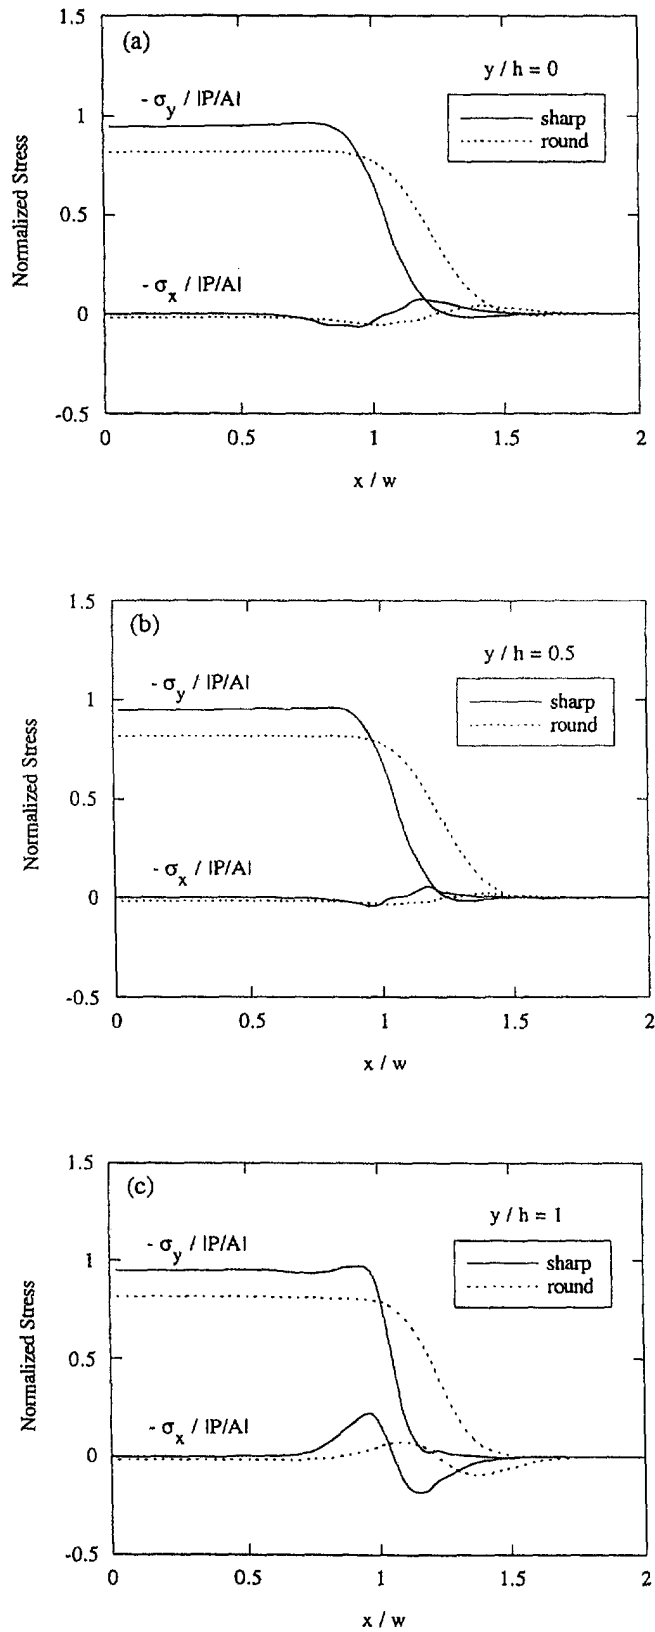 (a)
y / h = 0
sharp
round
- σy / |P/A|
- σx / |P/A|
Normalized Stress
1.5
1
0.5
0
-0.5
0
0.5
1
1.5
2
x / w
(b)
y / h = 0.5
sharp
round
- σy / |P/A|
- σx / |P/A|
Normalized Stress
1.5
1
0.5
0
-0.5
0
0.5
1
1.5
2
x / w
(c)
y / h = 1
sharp
round
- σy / |P/A|
- σx / |P/A|
Normalized Stress
1.5
1
0.5
0
-0.5
0
0.5
1
1.5
2
x / w